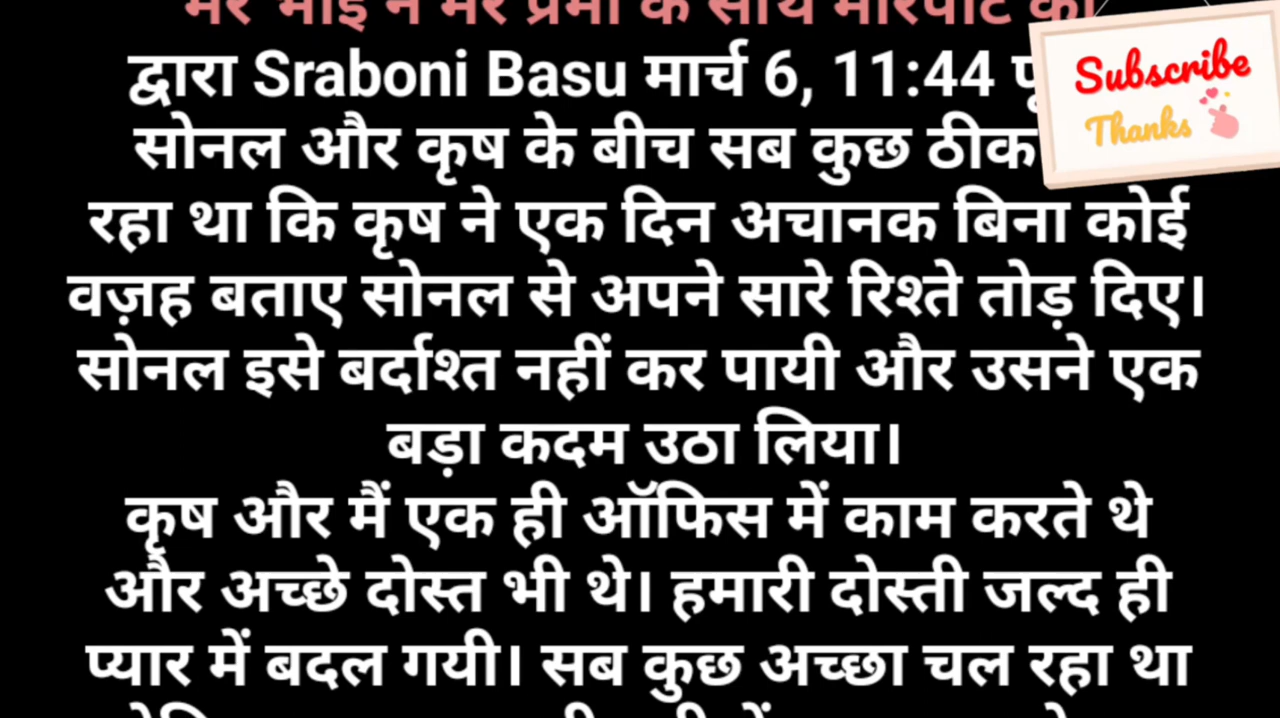 मेरे भाई ने मेरे प्रेमी के साथ मारपीट की
द्वारा Sraboni Basu मार्च 6, 11:44
सोनल और कृष के बीच सब कुछ ठीक
रहा था कि कृष ने एक दिन अचानक बिना कोई
वज़ह बताए सोनल से अपने सारे रिश्ते तोड़ दिए।
सोनल इसे बर्दाश्त नहीं कर पायी और उसने एक
बड़ा कदम उठा लिया।
कृष और मैं एक ही ऑफिस में काम करते थे
और अच्छे दोस्त भी थे। हमारी दोस्ती जल्द ही
प्यार में बदल गयी। सब कुछ अच्छा चल रहा था
Subscribe
Thanks